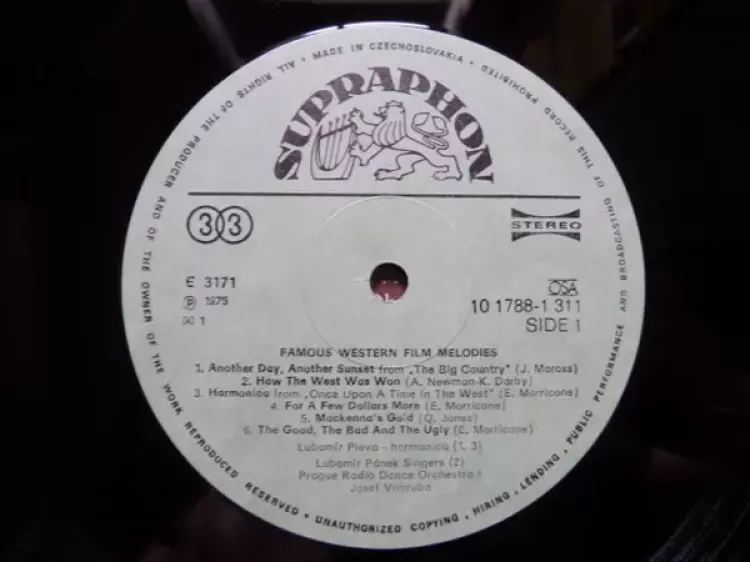 ALL RIGHTS OF THE PRODUCER AND OF THE OWNER OF THE WORK REPRODUCED RESERVED • UNAUTHORIZED COPYING • HIRING • LENDING • PUBLIC PERFORMANCE AND BROADCASTING OF THIS RECORD PROHIBITED
MADE IN CZECHOSLOVAKIA
SUPRAPHON
33
STEREO
E 3171
℗ 1975
OSA
10 1788-1 311
SIDE 1
FAMOUS WESTERN FILM MELODIES
1. Another Day, Another Sunset from „The Big Country" (J. Moross)
2. How The West Was Won (A. Newman-K. Darby)
3. Harmonica from „Once Upon A Time In The West" (E. Morricone)
4. For A Few Dollars More (E. Morricone)
5. Mackenna's Gold (Q. Jones)
6. The Good, The Bad And The Ugly (E. Morricone)
Lubomír Pleva - harmonica (1, 3)
Lubomír Pánek Singers (2)
Prague Radio Dance Orchestra
Josef Vobruba